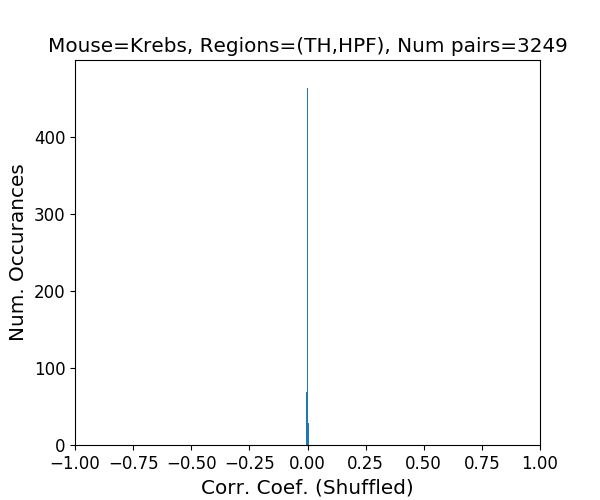 Mouse=Krebs, Regions=(TH,HPF), Num pairs=3249
400
300
200
100
0
Num. Occurances
−1.00 −0.75 −0.50 −0.25 0.00 0.25 0.50 0.75 1.00
Corr. Coef. (Shuffled)